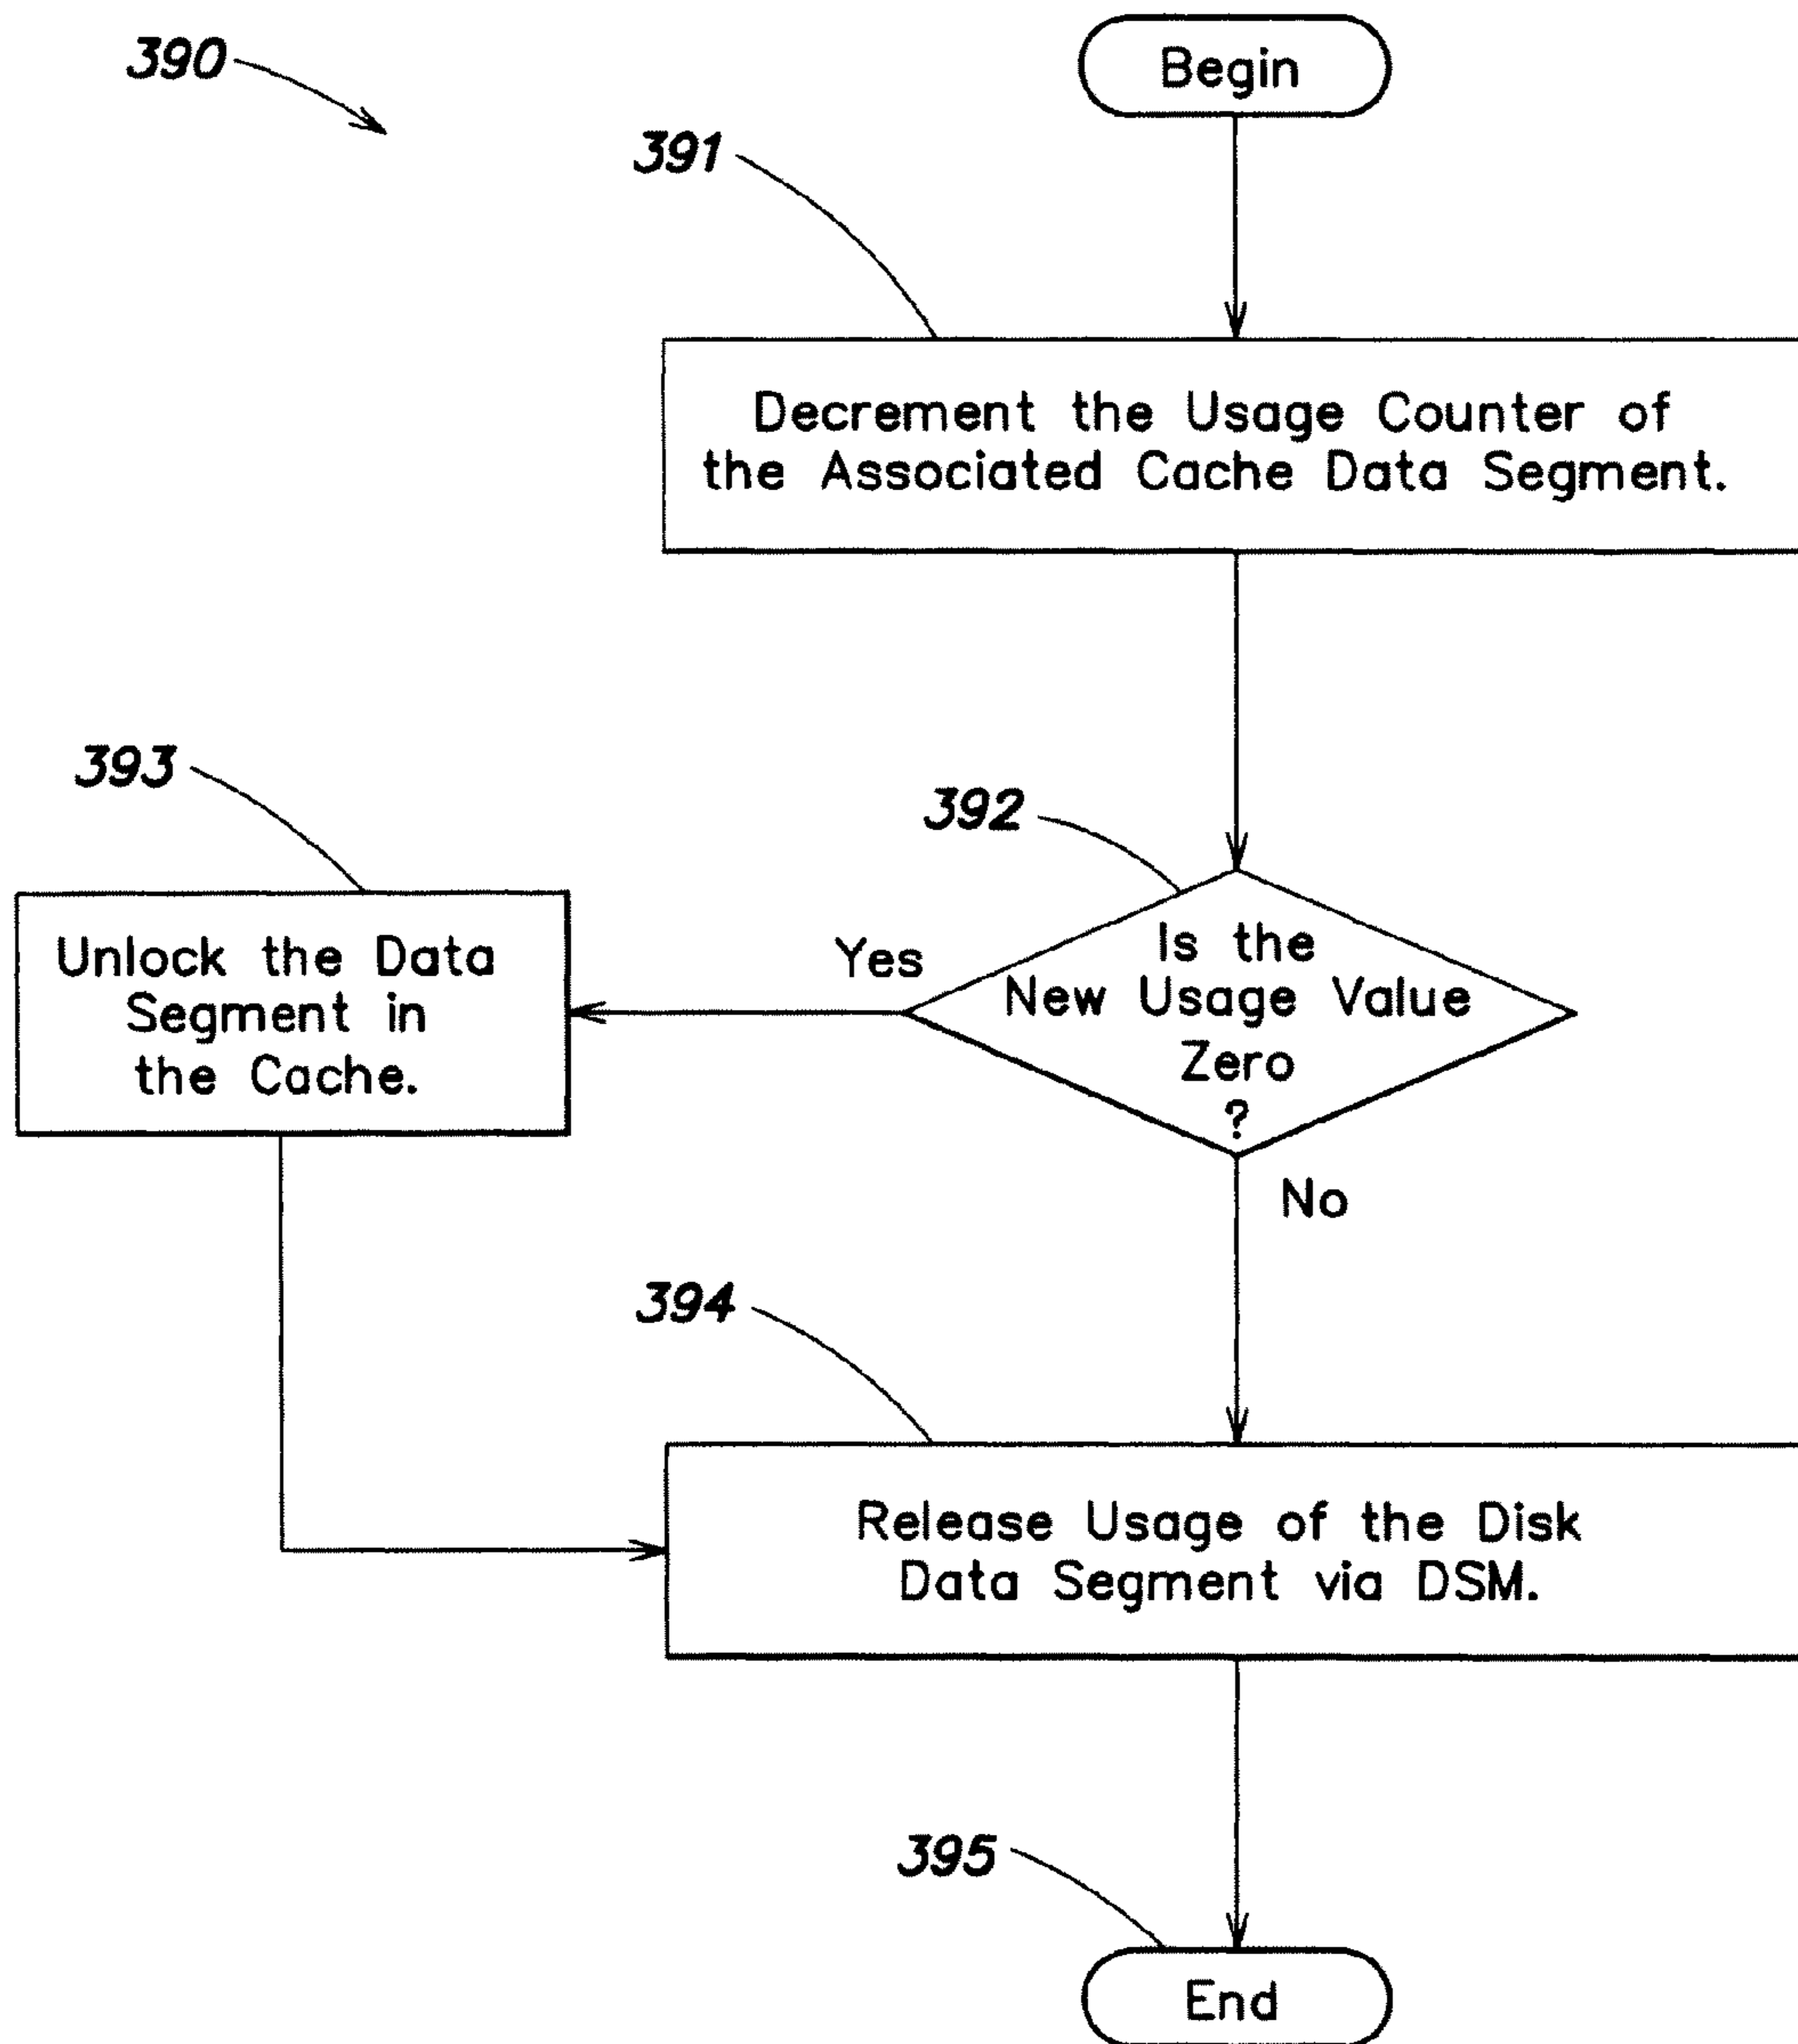 390
Begin
391
Decrement the Usage Counter of
the Associated Cache Data Segment.
393
392
Unlock the Data
Segment in
the Cache.
Yes
Is the
New Usage Value
Zero
?
No
394
Release Usage of the Disk
Data Segment via DSM.
395
End